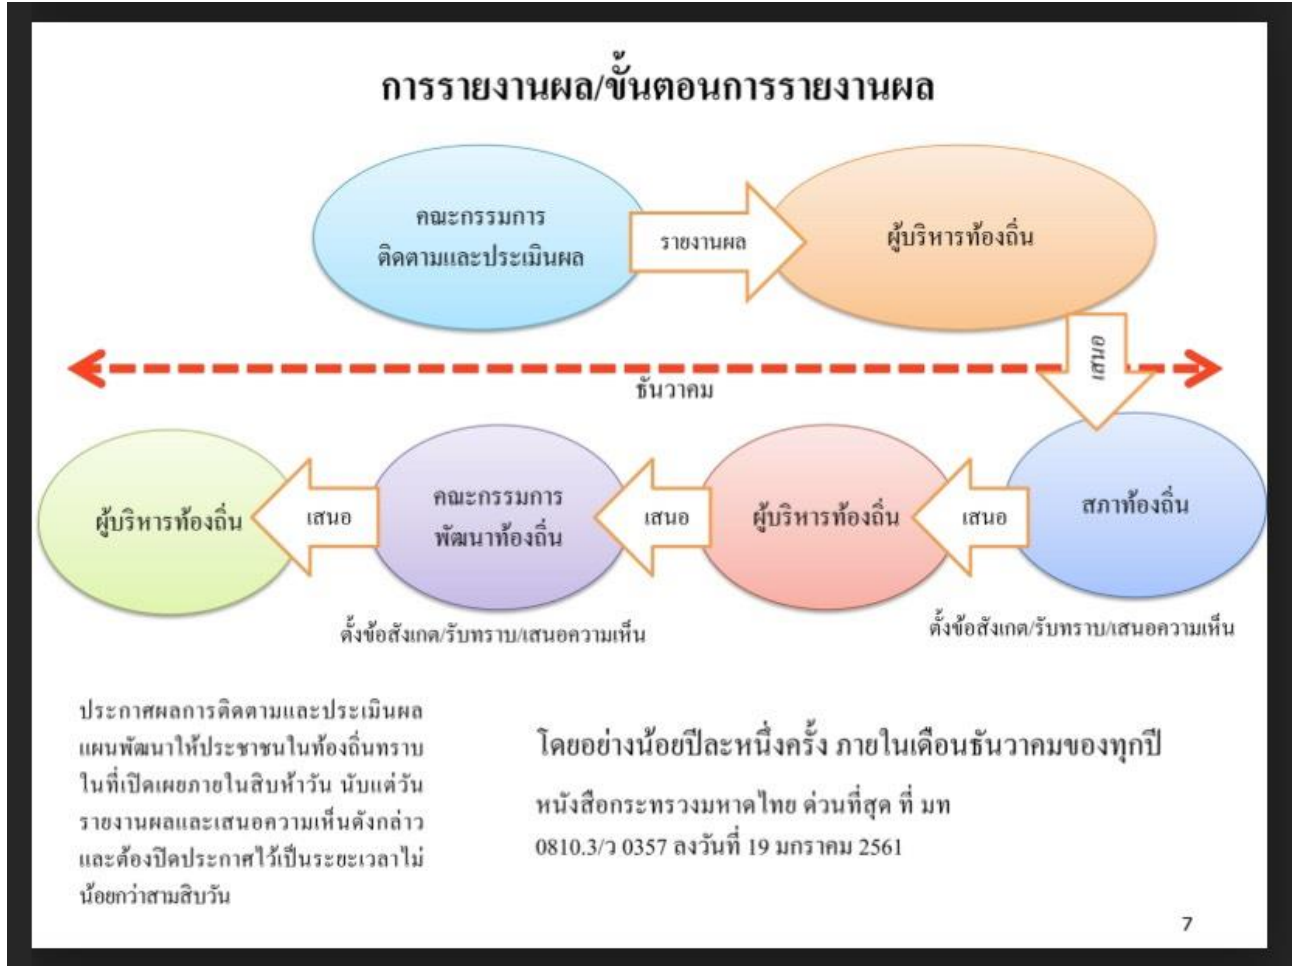 การรายงานผล/ขั้นตอนการรายงานผล
คณะกรรมการ
ติดตามและประเมินผล
รายงานผล
ผู้บริหารท้องถิ่น
เสนอ
ธันวาคม
ผู้บริหารท้องถิ่น
เสนอ
คณะกรรมการ
พัฒนาท้องถิ่น
เสนอ
ผู้บริหารท้องถิ่น
เสนอ
สภาท้องถิ่น
ตั้งข้อสังเกต/รับทราบ/เสนอความเห็น
ตั้งข้อสังเกต/รับทราบ/เสนอความเห็น
ประกาศผลการติดตามและประเมินผล
แผนพัฒนาให้ประชาชนในท้องถิ่นทราบ
ในที่เปิดเผยภายในสิบห้าวัน นับแต่วัน
รายงานผลและเสนอความเห็นดังกล่าว
และต้องปิดประกาศไว้เป็นระยะเวลาไม่
น้อยกว่าสามสิบวัน
โดยอย่างน้อยปีละหนึ่งครั้ง ภายในเดือนธันวาคมของทุกปี
หนังสือกระทรวงมหาดไทย ด่วนที่สุด ที่ มท
0810.3/ว 0357 ลงวันที่ 19 มกราคม 2561
7